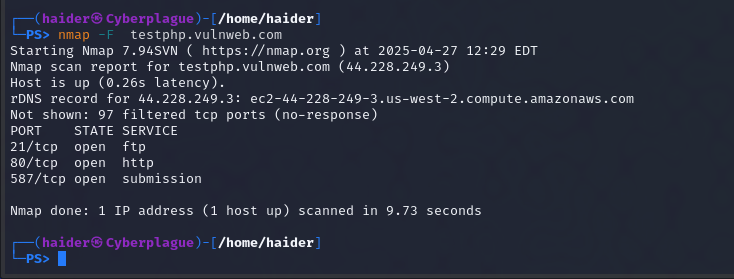 ┌──(haider㉿Cyberplague)-[/home/haider]
└─PS> nmap -F  testphp.vulnweb.com
Starting Nmap 7.94SVN ( https://nmap.org ) at 2025-04-27 12:29 EDT
Nmap scan report for testphp.vulnweb.com (44.228.249.3)
Host is up (0.26s latency).
rDNS record for 44.228.249.3: ec2-44-228-249-3.us-west-2.compute.amazonaws.com
Not shown: 97 filtered tcp ports (no-response)
PORT    STATE SERVICE
21/tcp  open  ftp
80/tcp  open  http
587/tcp open  submission

Nmap done: 1 IP address (1 host up) scanned in 9.73 seconds

┌──(haider㉿Cyberplague)-[/home/haider]
└─PS>